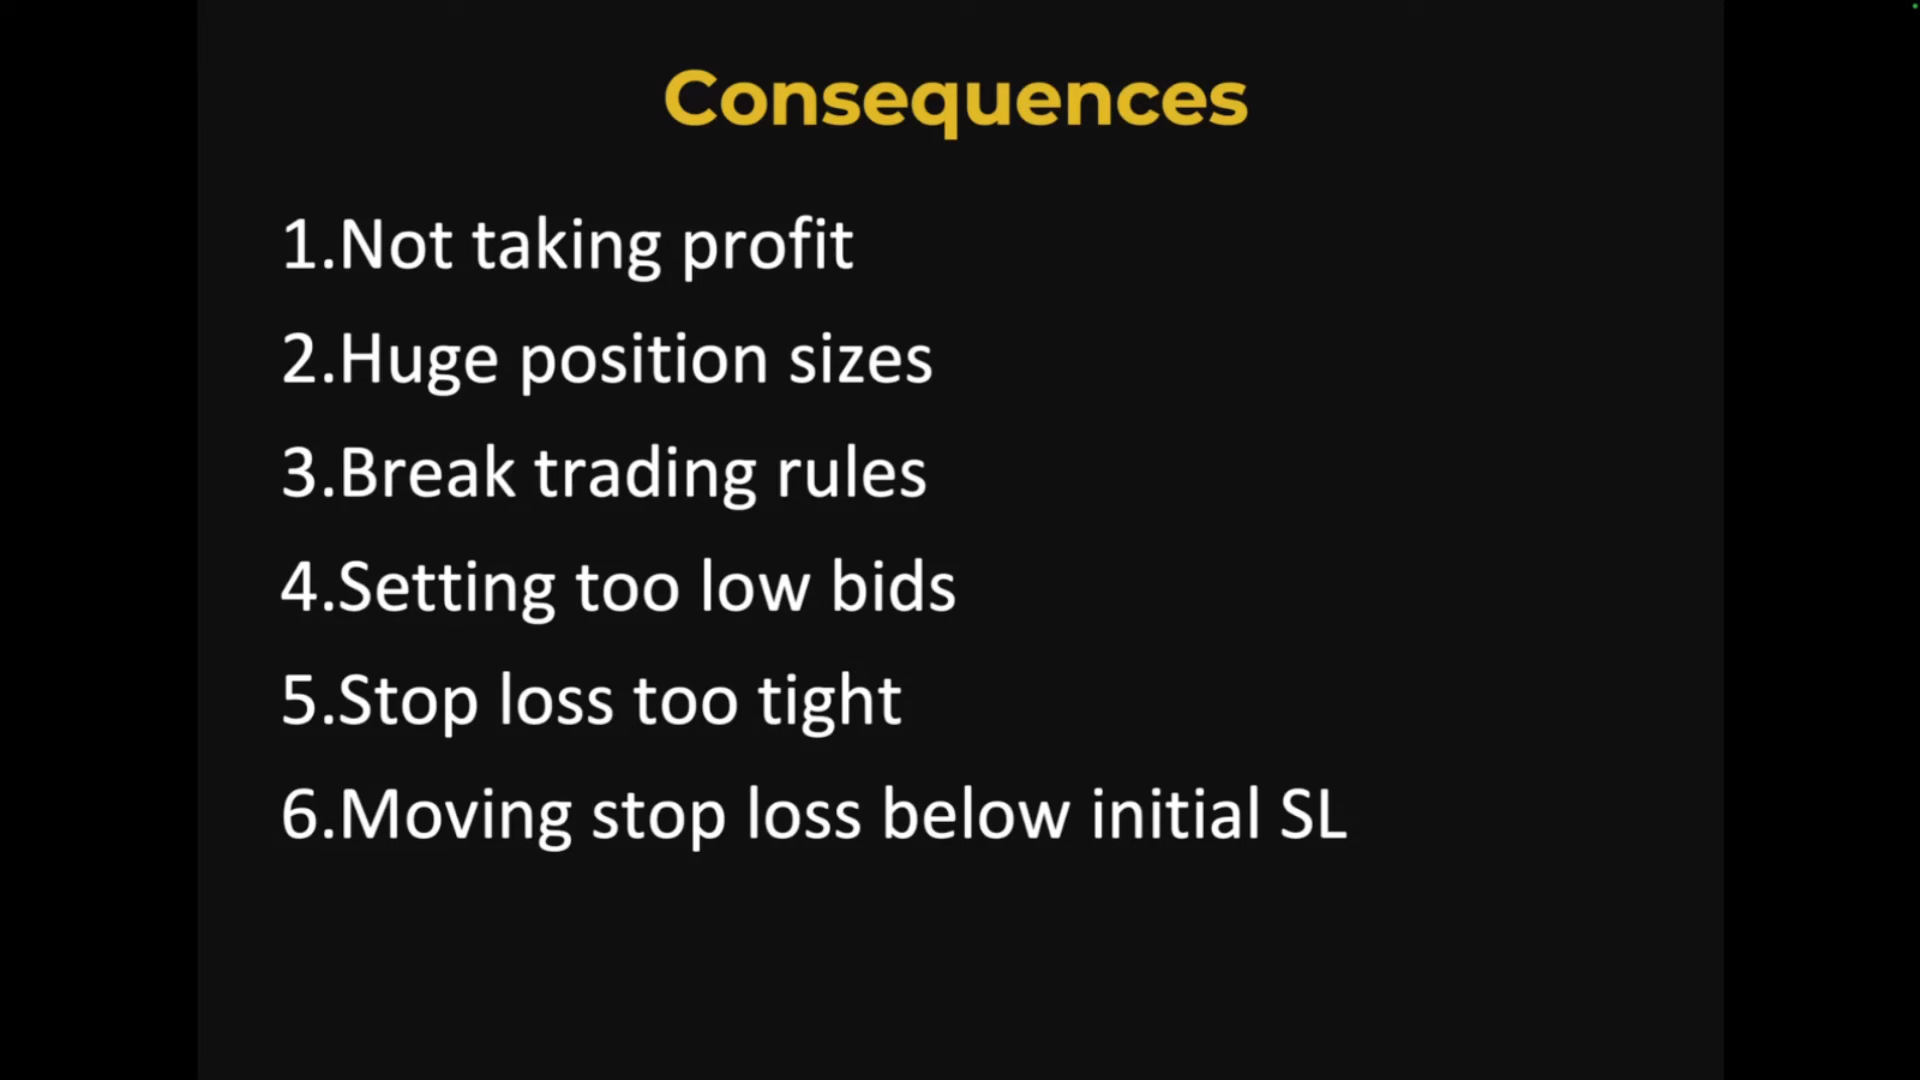 Consequences
1.Not taking profit
2.Huge position sizes
3.Break trading rules
4.Setting too low bids
5.Stop loss too tight
6.Moving stop loss below initial SL